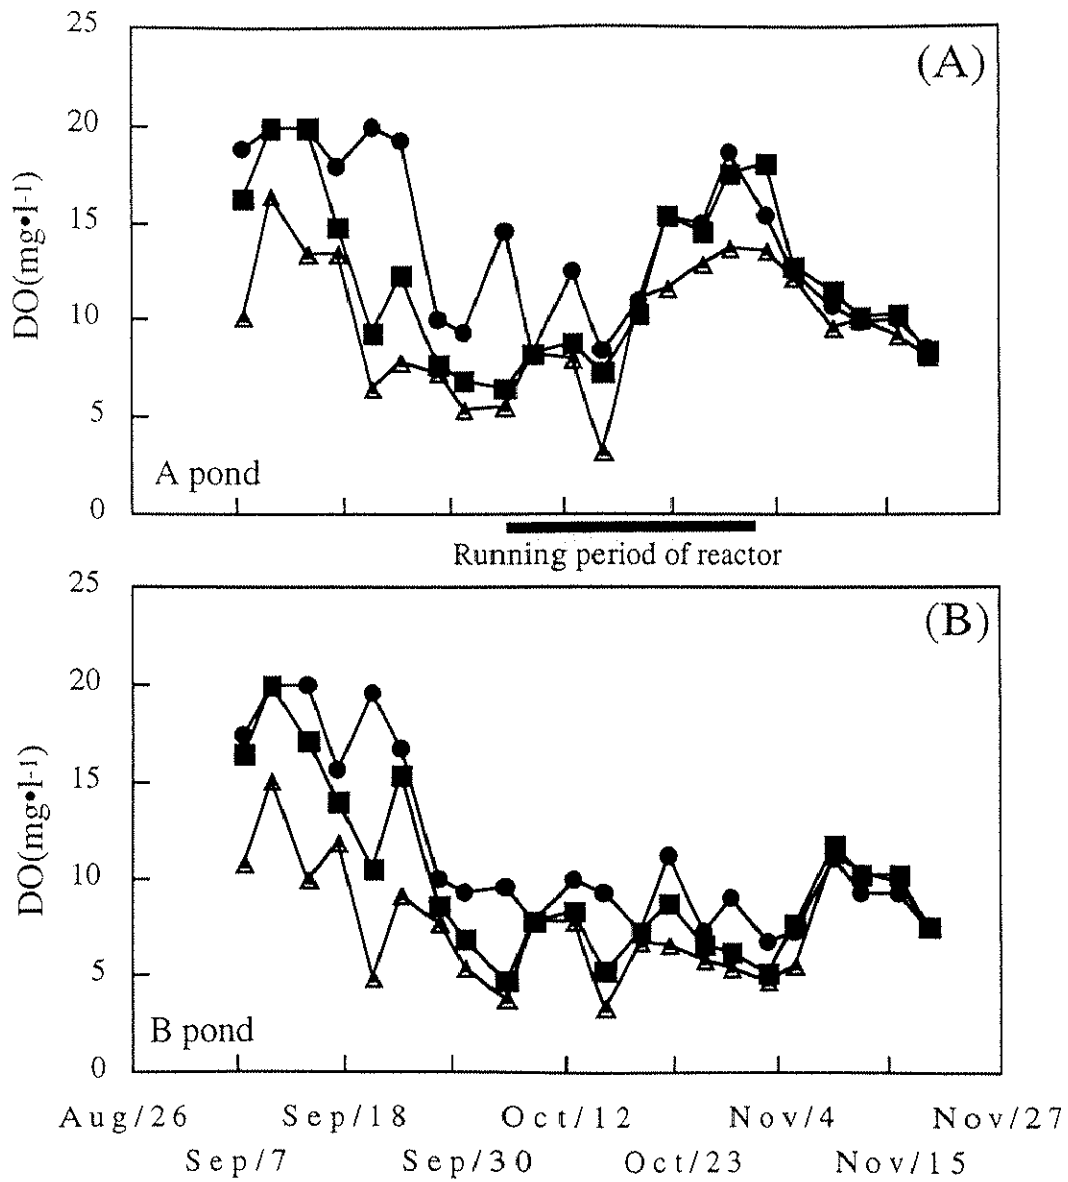 25
(A)
20
15
DO(mg•l-1)
10
5
A pond
0
Running period of reactor
25
(B)
20
15
DO(mg•l-1)
10
5
B pond
0
Aug/26 Sep/18 Oct/12 Nov/4 Nov/27
Sep/7 Sep/30 Oct/23 Nov/15